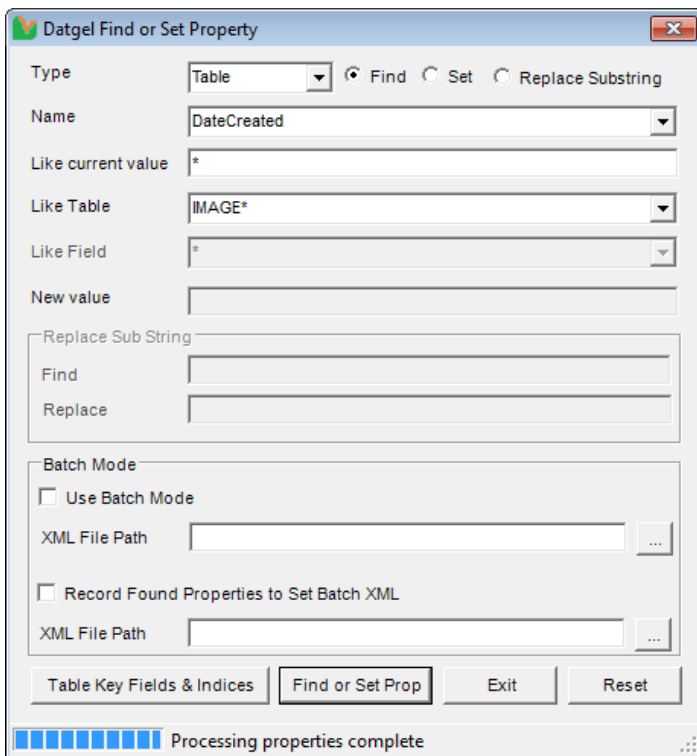 Datgel Find or Set Property
Type Table Find Set Replace Substring
Name DateCreated
Like current value *
Like Table IMAGE*
Like Field *
New value
Replace Sub String
Find
Replace
Batch Mode
Use Batch Mode
XML File Path ...
Record Found Properties to Set Batch XML
XML File Path ...
Table Key Fields & Indices Find or Set Prop Exit Reset
Processing properties complete